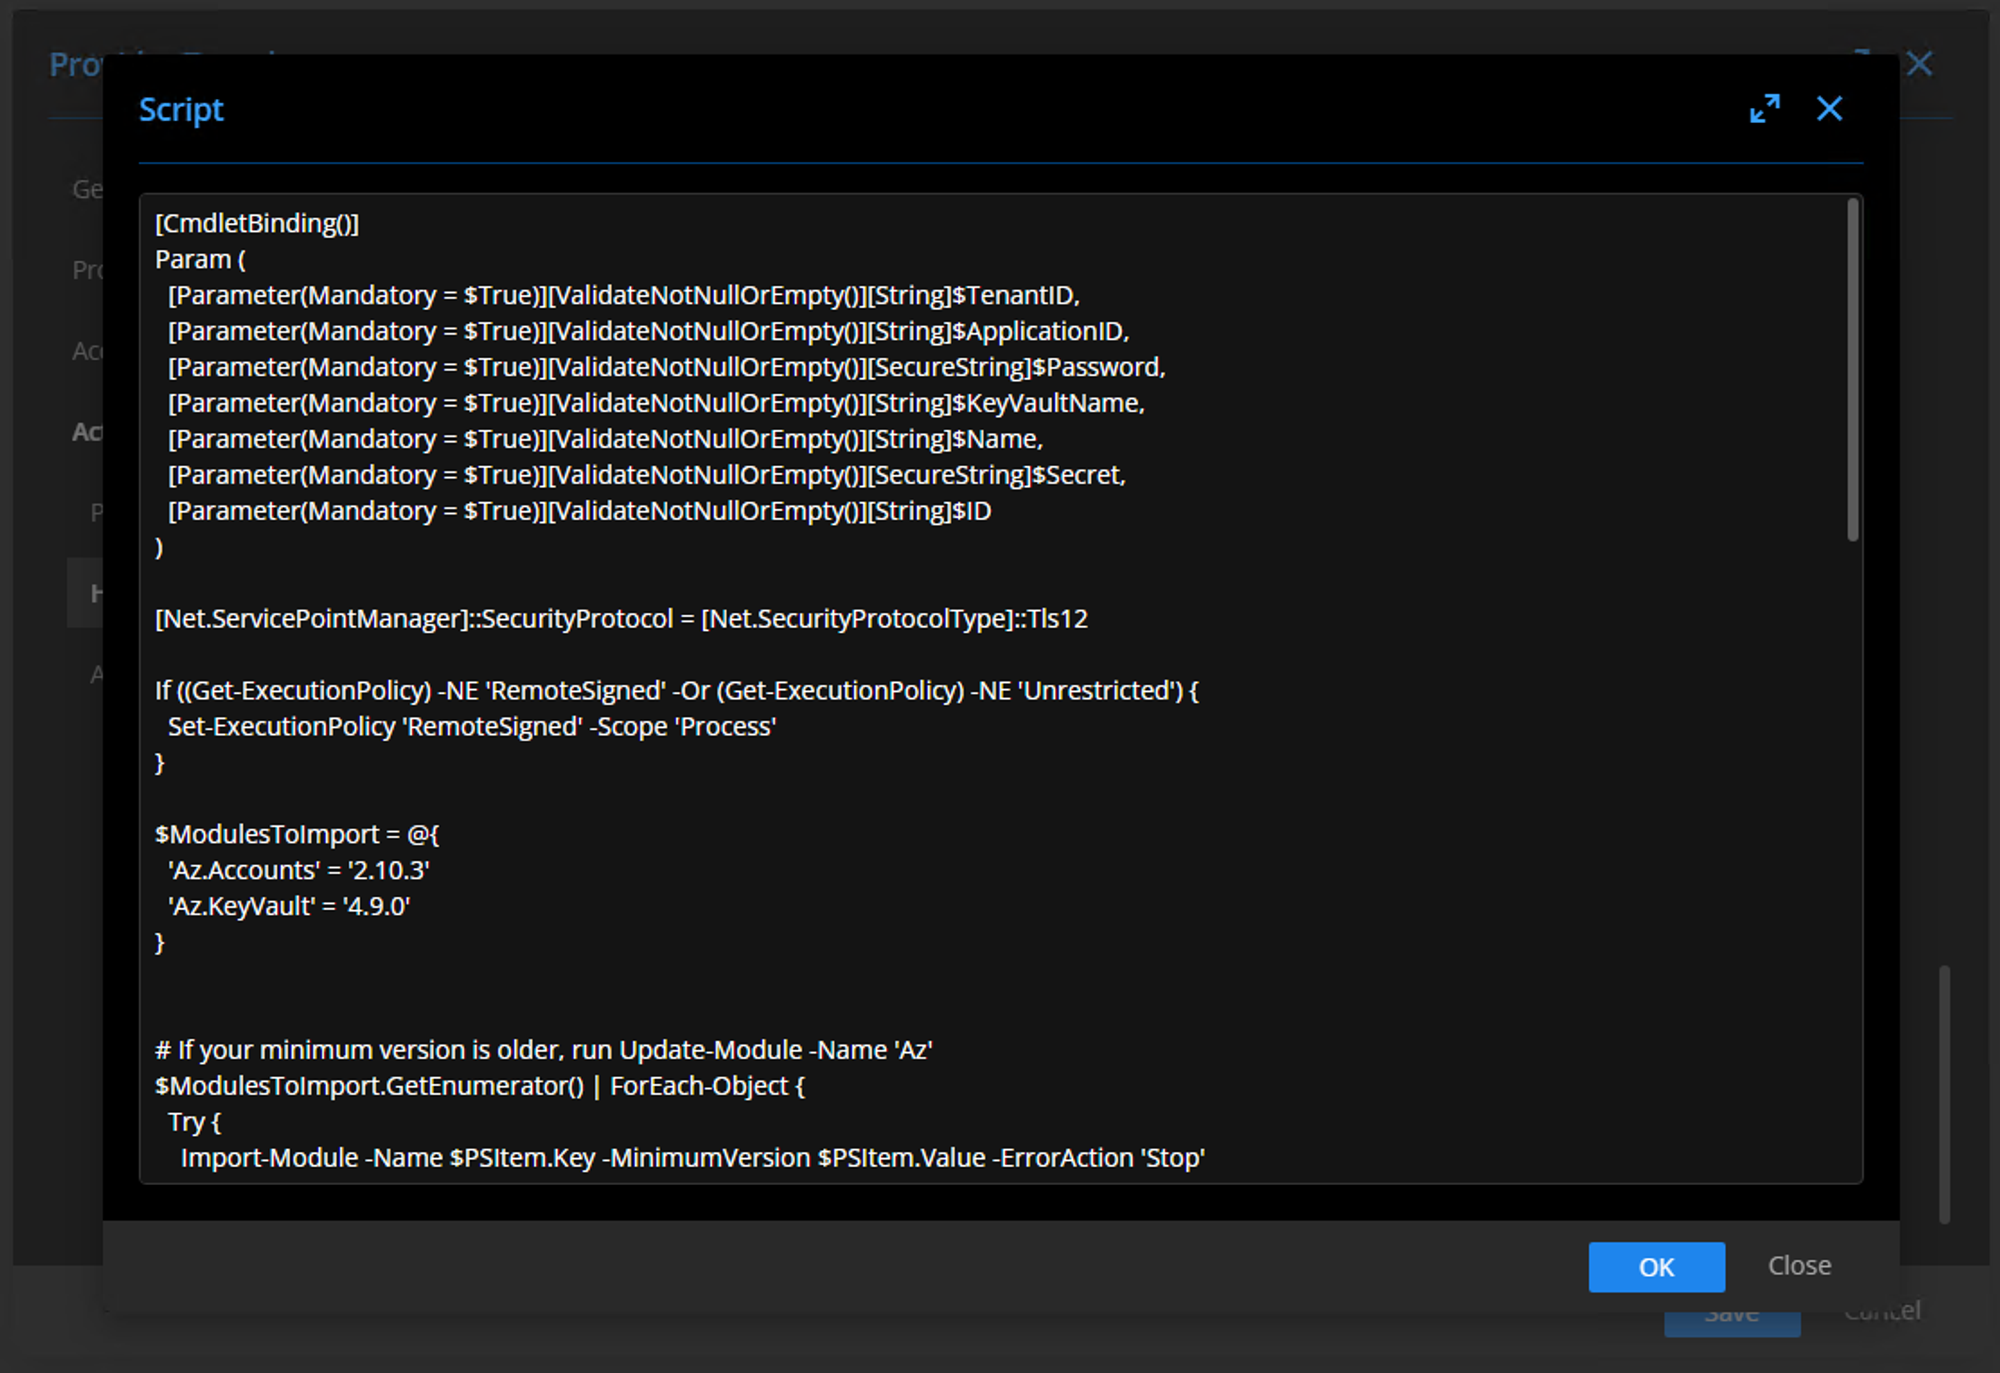 Script
[CmdletBinding()]
Param (
[Parameter(Mandatory = $True)][ValidateNotNullOrEmpty()][String]$TenantID,
[Parameter(Mandatory = $True)][ValidateNotNullOrEmpty()][String]$ApplicationID,
[Parameter(Mandatory = $True)][ValidateNotNullOrEmpty()][SecureString]$Password,
[Parameter(Mandatory = $True)][ValidateNotNullOrEmpty()][String]$KeyVaultName,
[Parameter(Mandatory = $True)][ValidateNotNullOrEmpty()][String]$Name,
[Parameter(Mandatory = $True)][ValidateNotNullOrEmpty()][SecureString]$Secret,
[Parameter(Mandatory = $True)][ValidateNotNullOrEmpty()][String]$ID
)
[Net.ServicePointManager]::SecurityProtocol = [Net.SecurityProtocolType]::Tls12
If ((Get-ExecutionPolicy) -NE 'RemoteSigned' -Or (Get-ExecutionPolicy) -NE 'Unrestricted') {
Set-ExecutionPolicy 'RemoteSigned' -Scope 'Process'
}
$ModulesToImport = @{
'Az.Accounts' = '2.10.3'
'Az.KeyVault' = '4.9.0'
}
# If your minimum version is older, run Update-Module -Name 'Az'
$ModulesToImport.GetEnumerator() | ForEach-Object {
Try {
Import-Module -Name $PSItem.Key -MinimumVersion $PSItem.Value -ErrorAction 'Stop'
OK
Close
Save
Cancel